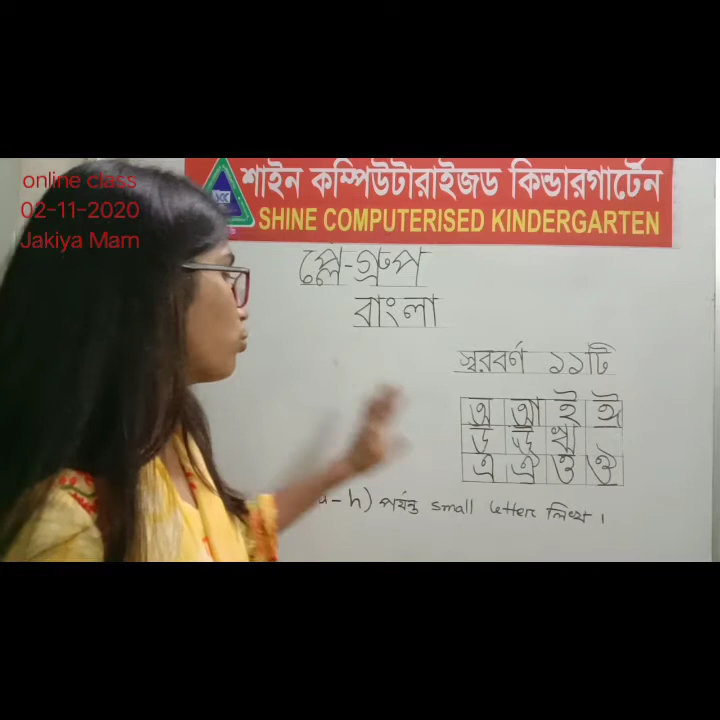 online class
02-11-2020
Jakiya Mam
শাইন কম্পিউটারাইজড কিন্ডারগার্টেন
SHINE COMPUTERISED KINDERGARTEN
প্লে-গ্রুপ
বাংলা
স্বরবর্ণ ১১টি
অ আ ই ঈ
উ ঊ ঋ
এ ঐ ও ঔ
a-h) পর্যন্ত small letter লিখ।